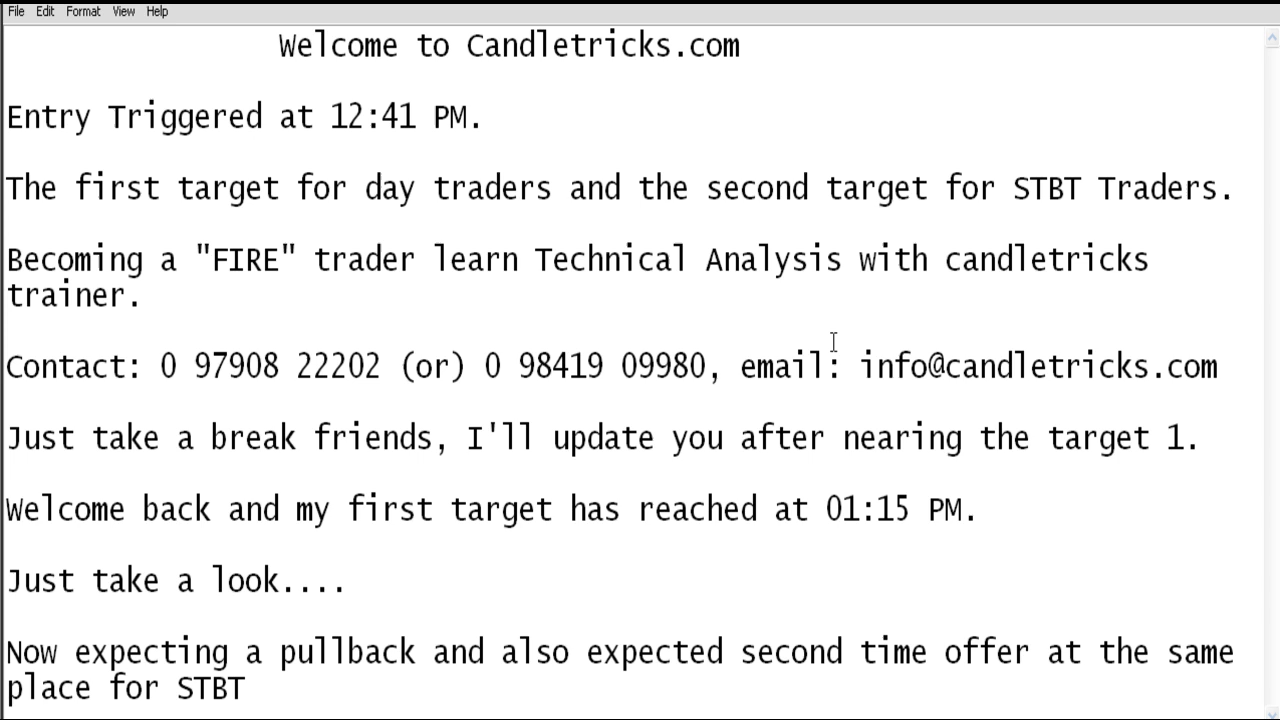 File Edit Format View Help
Welcome to Candletricks.com
Entry Triggered at 12:41 PM.
The first target for day traders and the second target for STBT Traders.
Becoming a "FIRE" trader learn Technical Analysis with candletricks
trainer.
Contact: 0 97908 22202 (or) 0 98419 09980, email: info@candletricks.com
Just take a break friends, I'll update you after nearing the target 1.
Welcome back and my first target has reached at 01:15 PM.
Just take a look....
Now expecting a pullback and also expected second time offer at the same
place for STBT